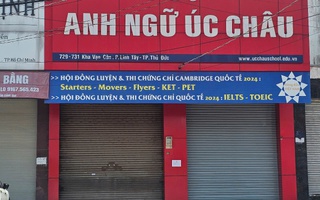 ANH NGỮ ÚC CHÂU
729 - 731 Kha Vạn Cân, P. Linh Tây - TP. Thủ Đức
www.ucchauschool.edu.vn
BẰNG
>> HỘI ĐỒNG LUYỆN & THI CHỨNG CHỈ CAMBRIDGE QUỐC TẾ 2024 :
Starters - Movers - Flyers - KET - PET
>> HỘI ĐỒNG LUYỆN & THI CHỨNG CHỈ QUỐC TẾ 2024 : IELTS - TOEIC